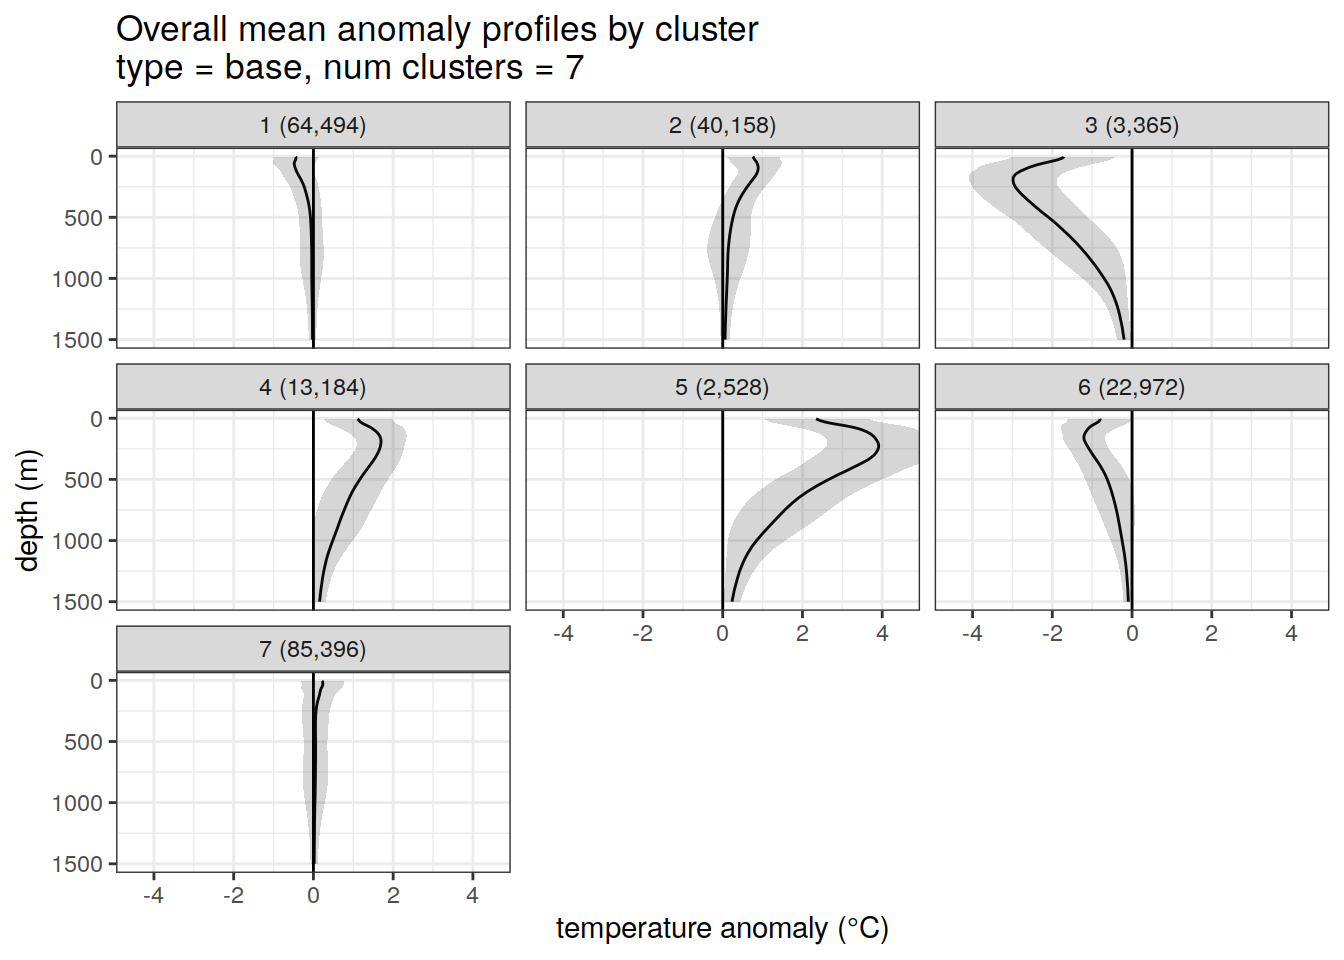 Overall mean anomaly profiles by cluster
type = base, num clusters = 7
1 (64,494)
2 (40,158)
3 (3,365)
0
500
1000
1500
4 (13,184)
5 (2,528)
6 (22,972)
0
500
1000
1500
-4 -2 0 2 4
-4 -2 0 2 4
7 (85,396)
0
500
1000
1500
-4 -2 0 2 4
depth (m)
temperature anomaly (°C)